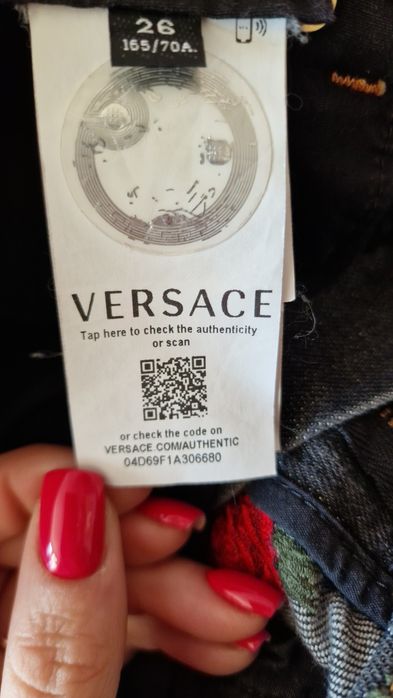 26
165/70A.
VERSACE
Tap here to check the authenticity
or scan
or check the code on
VERSACE.COM/AUTHENTIC
04D69F1A306680